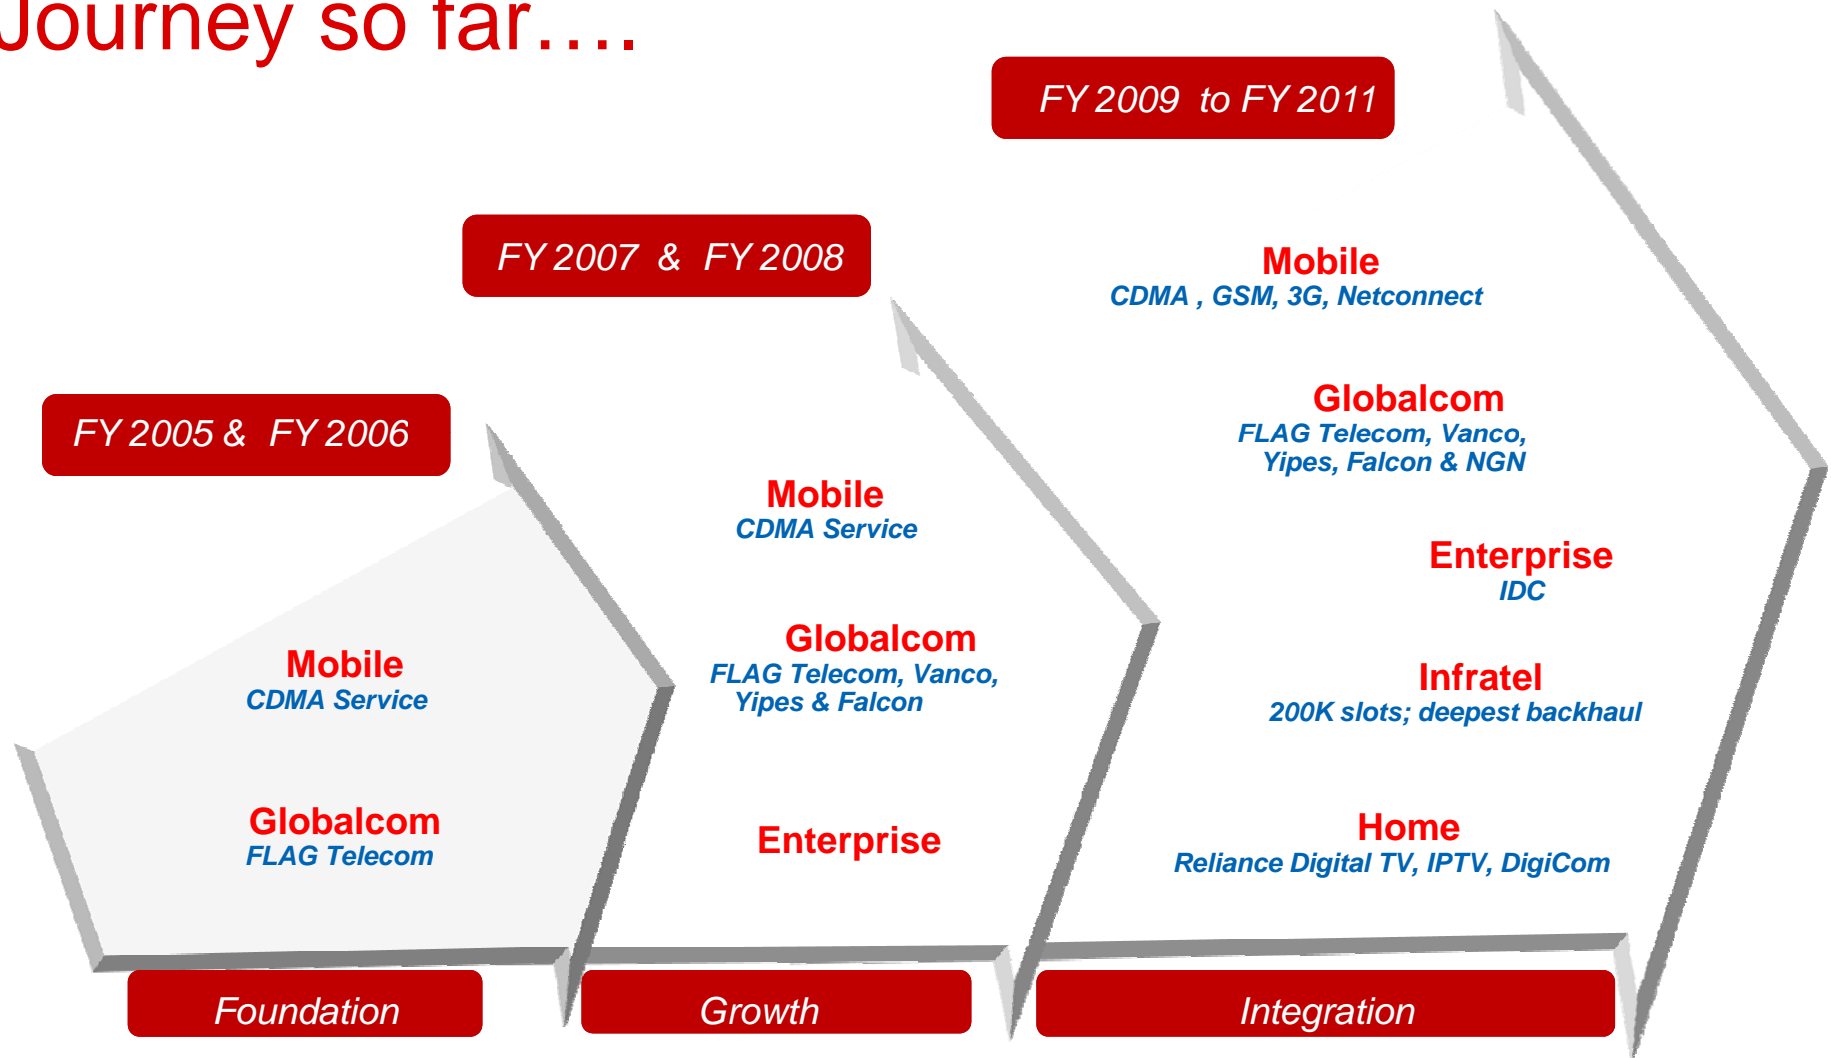 Journey so far….
FY 2005 & FY 2006
Mobile
CDMA Service
Globalcom
FLAG Telecom
Foundation
FY 2007 & FY 2008
Mobile
CDMA Service
Globalcom
FLAG Telecom, Vanco,
Yipes & Falcon
Enterprise
Growth
FY 2009 to FY 2011
Mobile
CDMA , GSM, 3G, Netconnect
Globalcom
FLAG Telecom, Vanco,
Yipes, Falcon & NGN
Enterprise
IDC
Infratel
200K slots; deepest backhaul
Home
Reliance Digital TV, IPTV, DigiCom
Integration